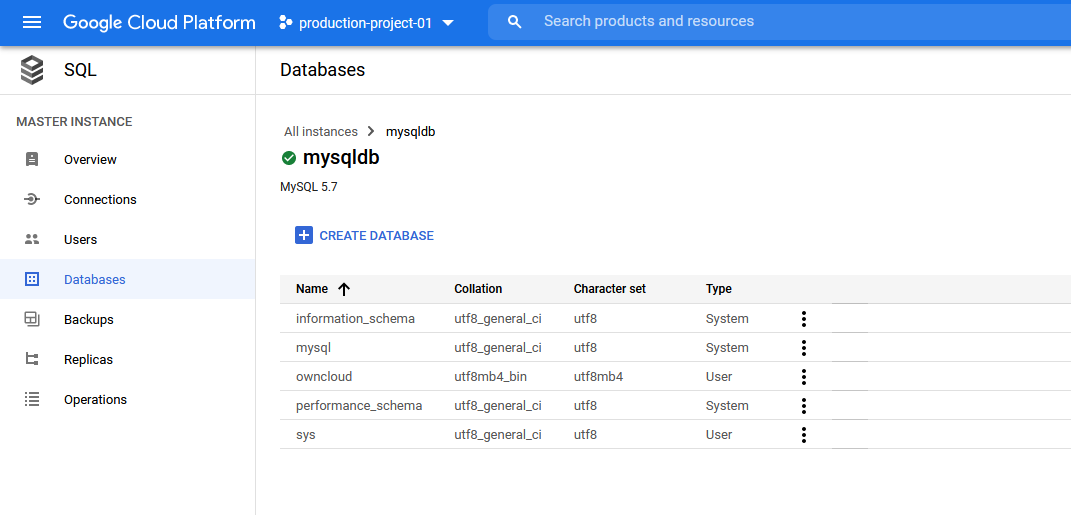 Google Cloud Platform production-project-01 Search products and resources
SQL Databases
MASTER INSTANCE
Overview
Connections
Users
Databases
Backups
Replicas
Operations
All instances > mysqldb
mysqldb
MySQL 5.7
CREATE DATABASE
Name Collation Character set Type
information_schema utf8_general_ci utf8 System
mysql utf8_general_ci utf8 System
owncloud utf8mb4_bin utf8mb4 User
performance_schema utf8_general_ci utf8 System
sys utf8_general_ci utf8 User